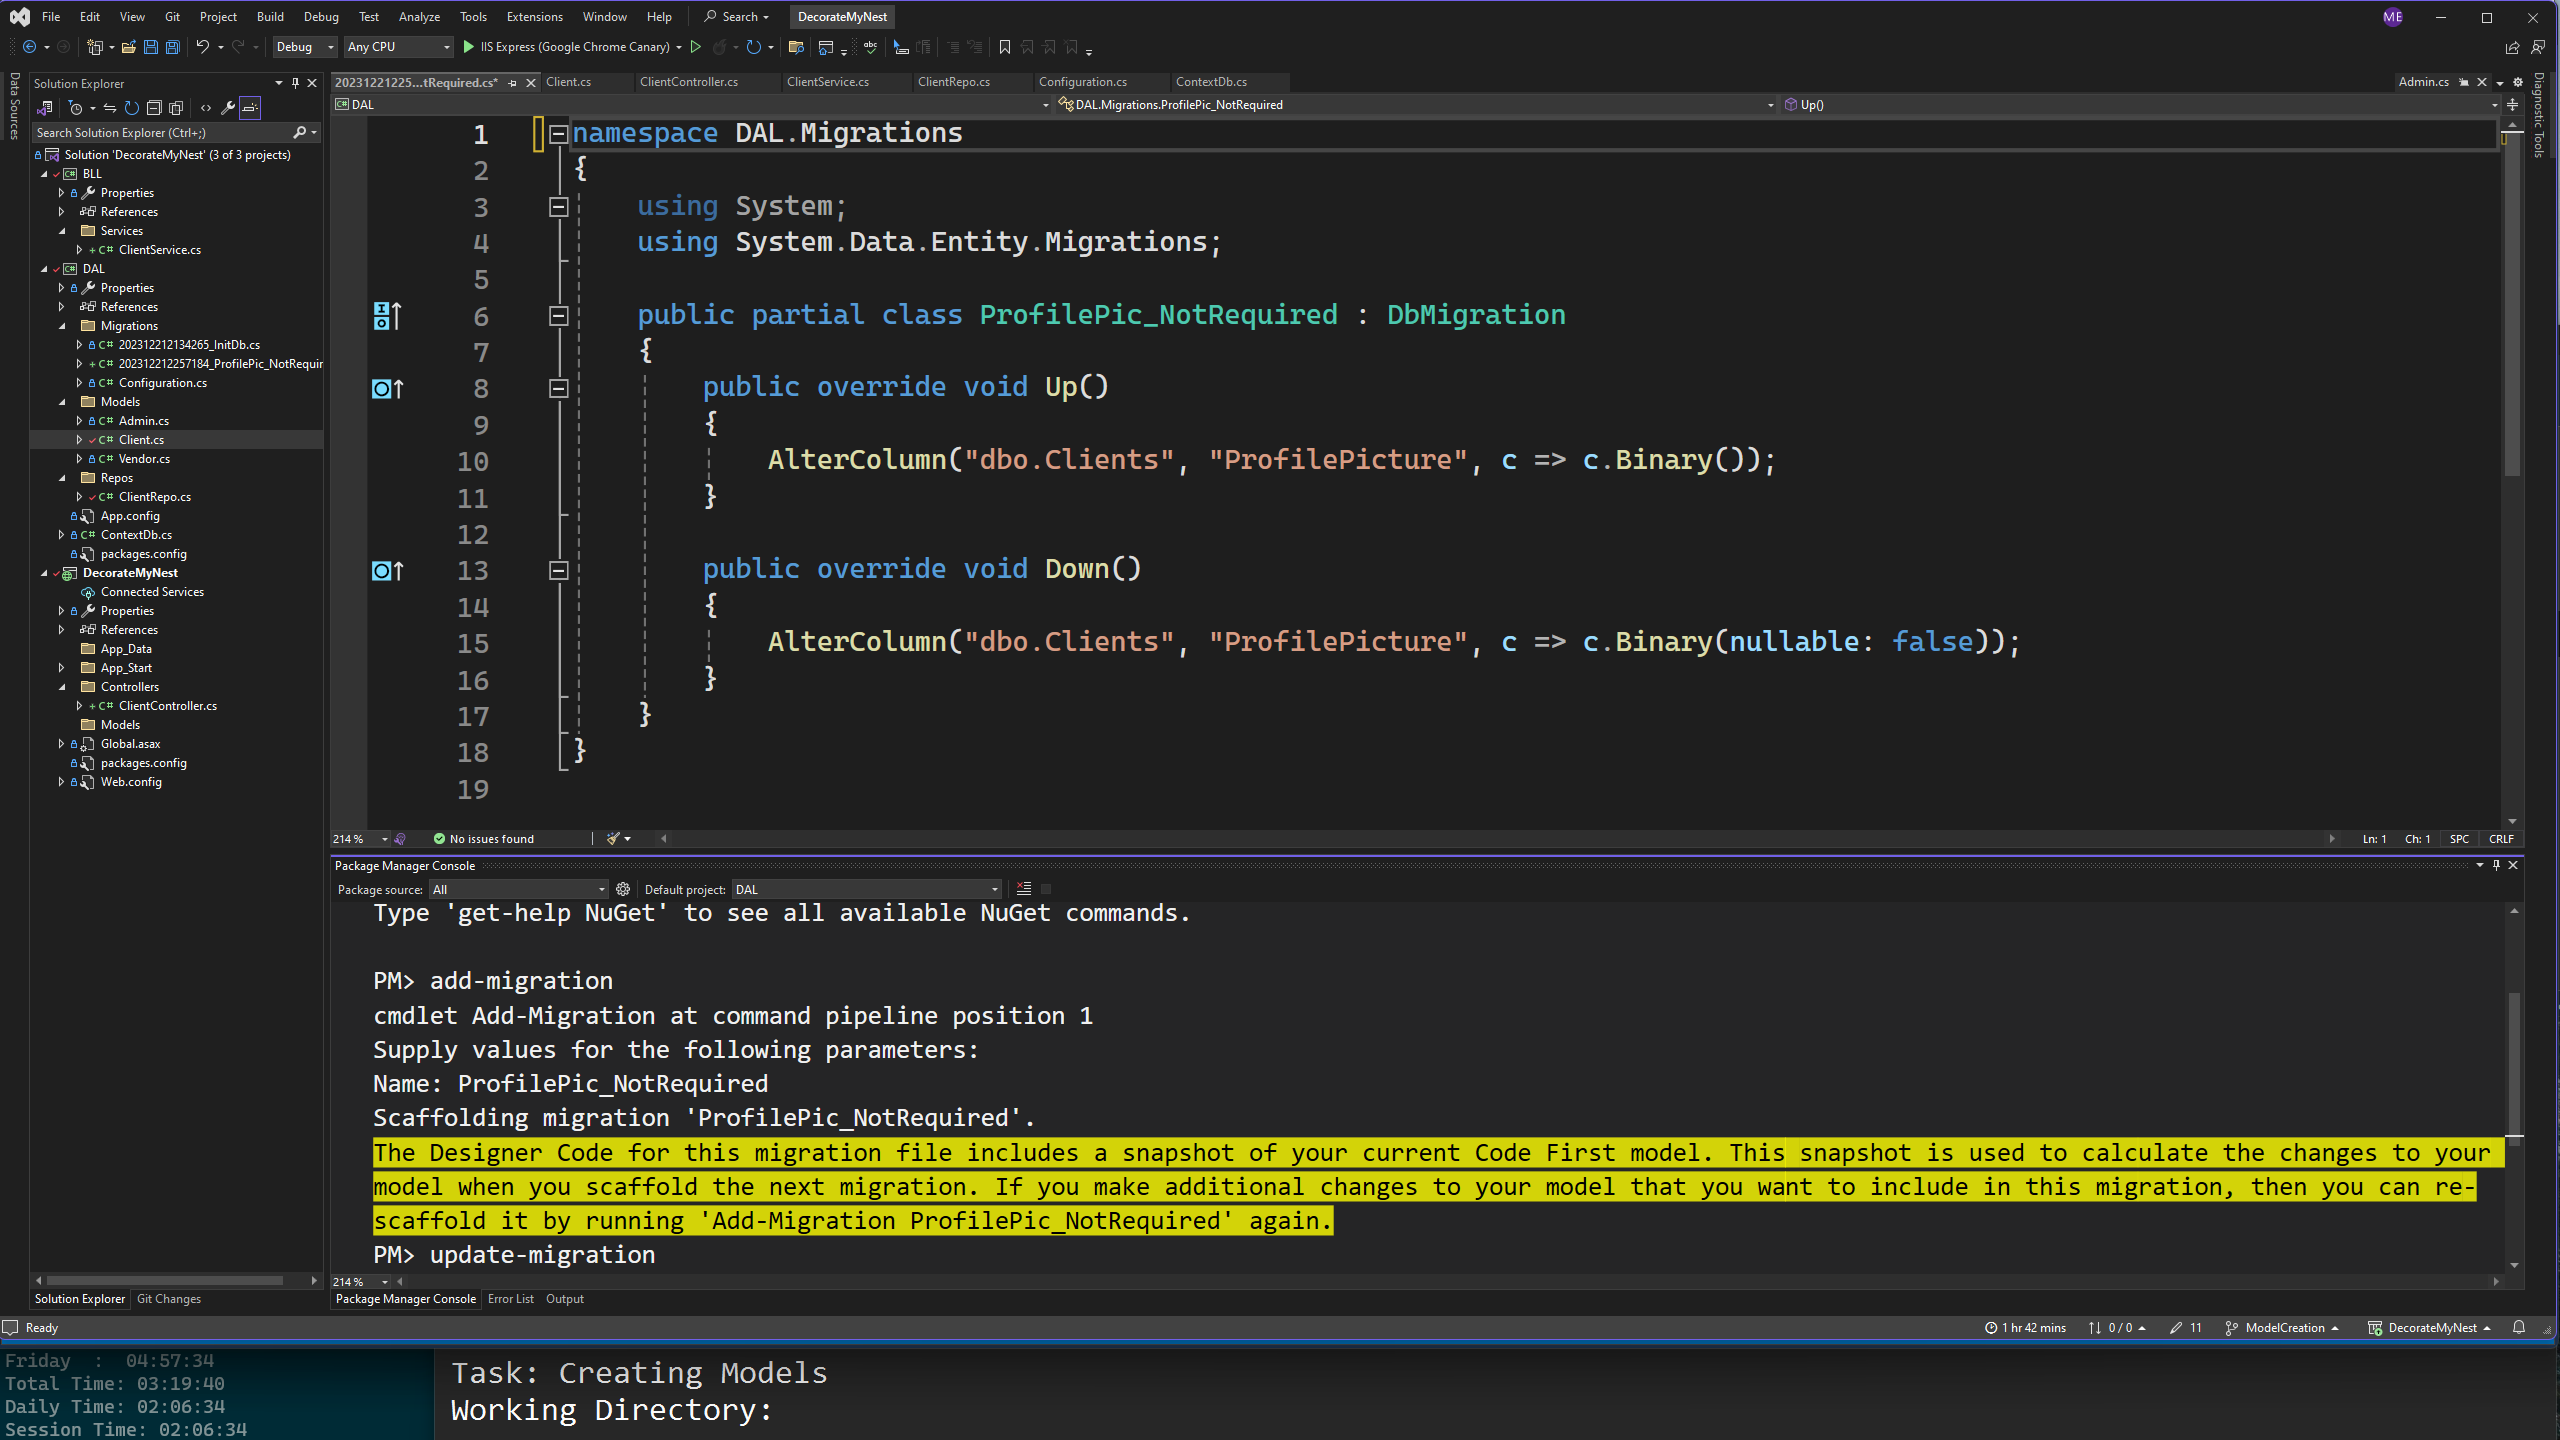 File Edit View Git Project Build Debug Test Analyze Tools Extensions Window Help Search DecorateMyNest ME
Debug Any CPU IIS Express (Google Chrome Canary)
Data Sources
Solution Explorer
Search Solution Explorer (Ctrl+;)
Solution 'DecorateMyNest' (3 of 3 projects)
BLL
Properties
References
Services
C# ClientService.cs
DAL
Properties
References
Migrations
C# 202312212134265_InitDb.cs
C# 202312212257184_ProfilePic_NotRequir
C# Configuration.cs
Models
C# Admin.cs
C# Client.cs
C# Vendor.cs
Repos
C# ClientRepo.cs
App.config
C# ContextDb.cs
packages.config
DecorateMyNest
Connected Services
Properties
References
App_Data
App_Start
Controllers
C# ClientController.cs
Models
Global.asax
packages.config
Web.config
Solution Explorer Git Changes
20231221225...tRequired.cs* Client.cs ClientController.cs ClientService.cs ClientRepo.cs Configuration.cs ContextDb.cs Admin.cs
DAL DAL.Migrations.ProfilePic_NotRequired Up()
Diagnostic Tools
1 namespace DAL.Migrations
2 {
3 using System;
4 using System.Data.Entity.Migrations;
5
6 public partial class ProfilePic_NotRequired : DbMigration
7 {
8 public override void Up()
9 {
10 AlterColumn("dbo.Clients", "ProfilePicture", c => c.Binary());
11 }
12
13 public override void Down()
14 {
15 AlterColumn("dbo.Clients", "ProfilePicture", c => c.Binary(nullable: false));
16 }
17 }
18 }
19
214 % No issues found Ln: 1 Ch: 1 SPC CRLF
Package Manager Console
Package source: All Default project: DAL
Type 'get-help NuGet' to see all available NuGet commands.
PM> add-migration
cmdlet Add-Migration at command pipeline position 1
Supply values for the following parameters:
Name: ProfilePic_NotRequired
Scaffolding migration 'ProfilePic_NotRequired'.
The Designer Code for this migration file includes a snapshot of your current Code First model. This snapshot is used to calculate the changes to your
model when you scaffold the next migration. If you make additional changes to your model that you want to include in this migration, then you can re-
scaffold it by running 'Add-Migration ProfilePic_NotRequired' again.
PM> update-migration
214 %
Package Manager Console Error List Output
Ready 1 hr 42 mins 0 / 0 11 ModelCreation DecorateMyNest
Friday : 04:57:34
Total Time: 03:19:40
Daily Time: 02:06:34
Session Time: 02:06:34
Task: Creating Models
Working Directory: